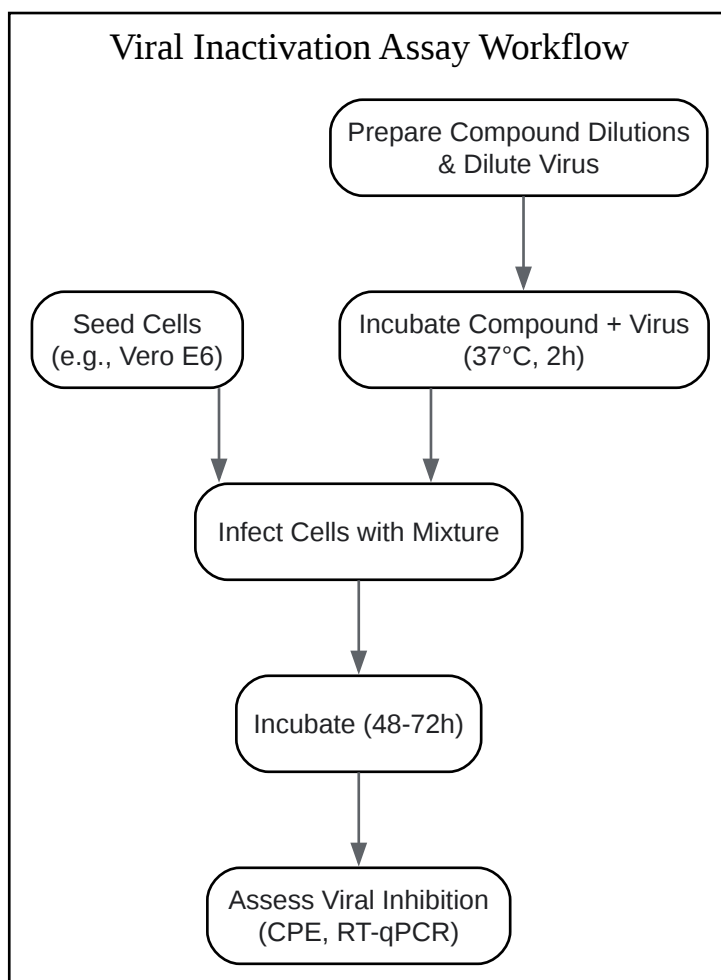 Viral Inactivation Assay Workflow
Prepare Compound Dilutions
& Dilute Virus
Seed Cells
(e.g., Vero E6)
Incubate Compound + Virus
(37°C, 2h)
Infect Cells with Mixture
Incubate (48-72h)
Assess Viral Inhibition
(CPE, RT-qPCR)